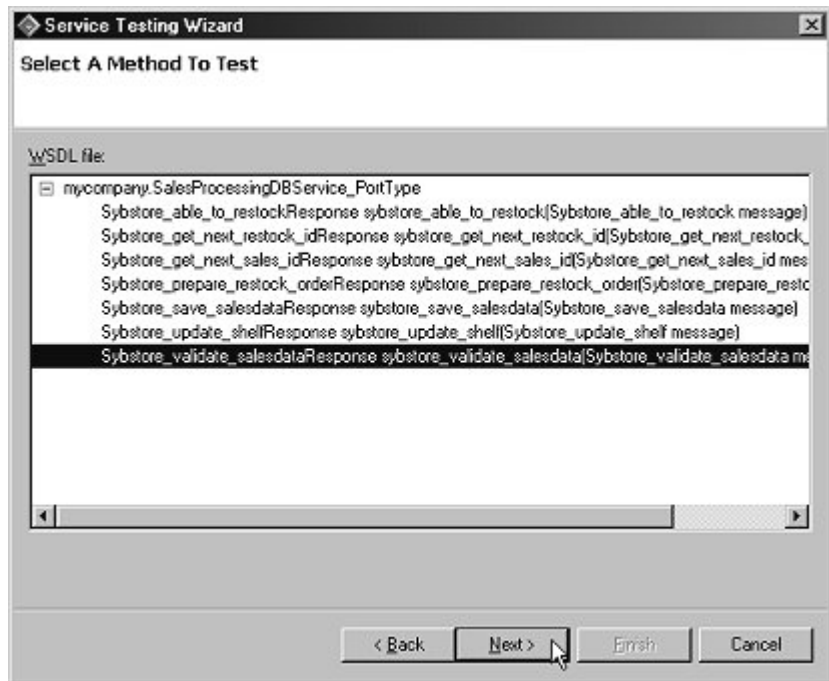 Service Testing Wizard
Select A Method To Test
WSDL file:
mycompany.SalesProcessingDBService_PortType
Sybstore_able_to_restockResponse sybstore_able_to_restock(Sybstore_able_to_restock message)
Sybstore_get_next_restock_idResponse sybstore_get_next_restock_id(Sybstore_get_next_restock_
Sybstore_get_next_sales_idResponse sybstore_get_next_sales_id(Sybstore_get_next_sales_id mes
Sybstore_prepare_restock_orderResponse sybstore_prepare_restock_order(Sybstore_prepare_resto
Sybstore_save_salesdataResponse sybstore_save_salesdata(Sybstore_save_salesdata message)
Sybstore_update_shelfResponse sybstore_update_shelf(Sybstore_update_shelf message)
Sybstore_validate_salesdataResponse sybstore_validate_salesdata(Sybstore_validate_salesdata me
< Back Next > Finish Cancel